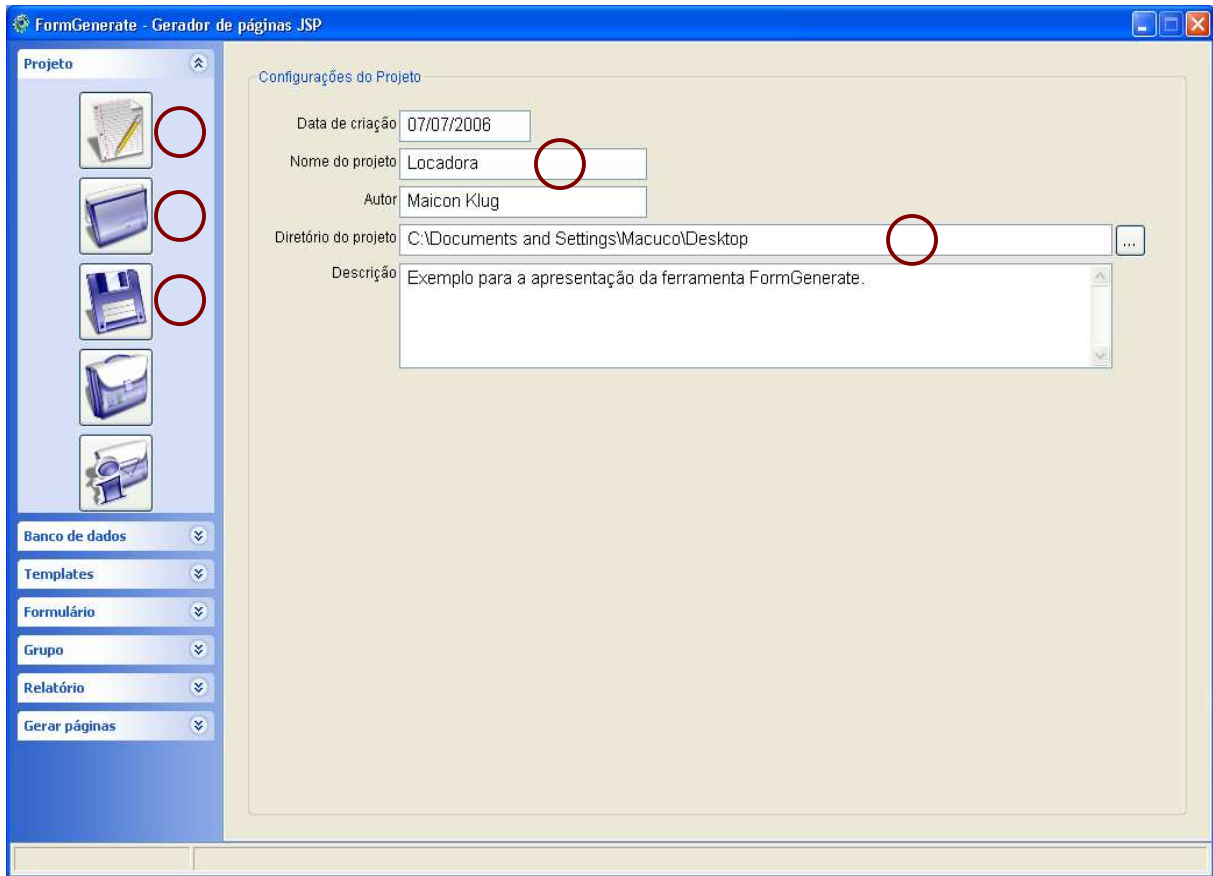 FormGenerate - Gerador de páginas JSP
Projeto
Banco de dados
Templates
Formulário
Grupo
Relatório
Gerar páginas
Configurações do Projeto
Data de criação 07/07/2006
Nome do projeto Locadora
Autor Maicon Klug
Diretório do projeto C:\Documents and Settings\Macuco\Desktop ...
Descrição Exemplo para a apresentação da ferramenta FormGenerate.